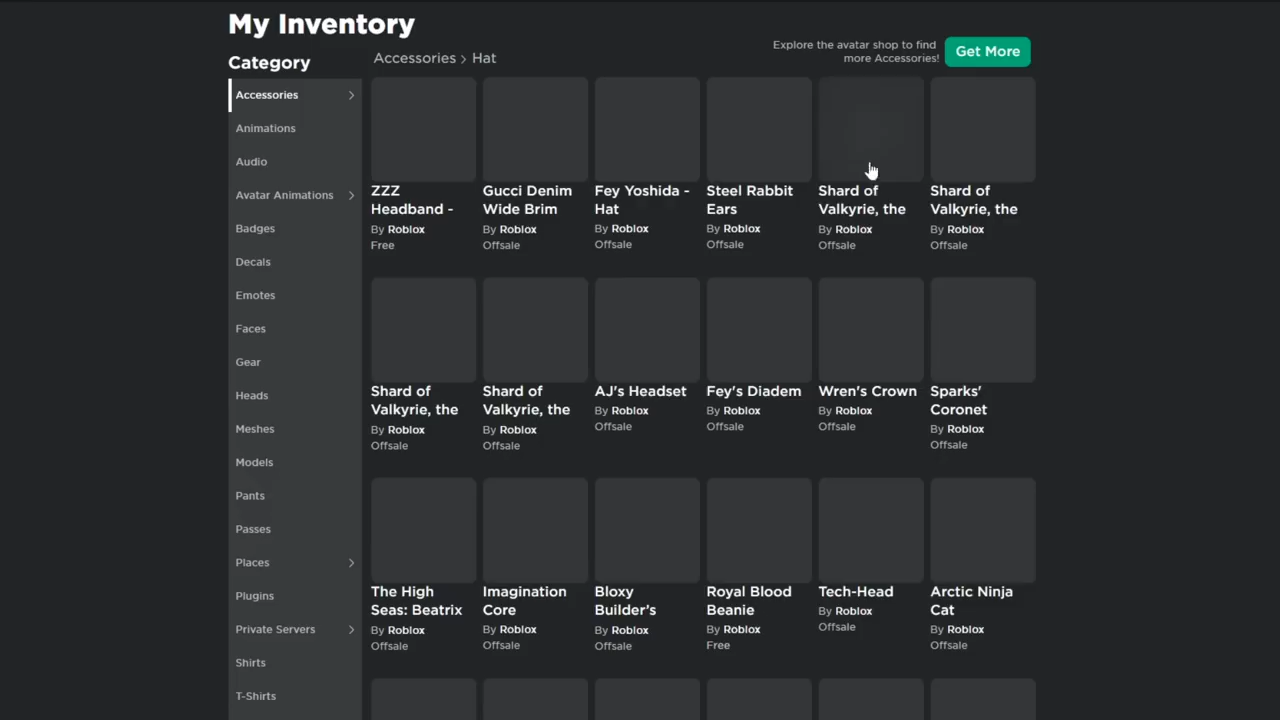 My Inventory
Category
Accessories > Hat
Explore the avatar shop to find
more Accessories!
Get More
Accessories
Animations
Audio
Avatar Animations
Badges
Decals
Emotes
Faces
Gear
Heads
Meshes
Models
Pants
Passes
Places
Plugins
Private Servers
Shirts
T-Shirts
ZZZ
Headband -
By Roblox
Free
Gucci Denim
Wide Brim
By Roblox
Offsale
Fey Yoshida -
Hat
By Roblox
Offsale
Steel Rabbit
Ears
By Roblox
Offsale
Shard of
Valkyrie, the
By Roblox
Offsale
Shard of
Valkyrie, the
By Roblox
Offsale
Shard of
Valkyrie, the
By Roblox
Offsale
Shard of
Valkyrie, the
By Roblox
Offsale
AJ's Headset
By Roblox
Offsale
Fey's Diadem
By Roblox
Offsale
Wren's Crown
By Roblox
Offsale
Sparks'
Coronet
By Roblox
Offsale
The High
Seas: Beatrix
By Roblox
Offsale
Imagination
Core
By Roblox
Offsale
Bloxy
Builder's
By Roblox
Offsale
Royal Blood
Beanie
By Roblox
Free
Tech-Head
By Roblox
Offsale
Arctic Ninja
Cat
By Roblox
Offsale